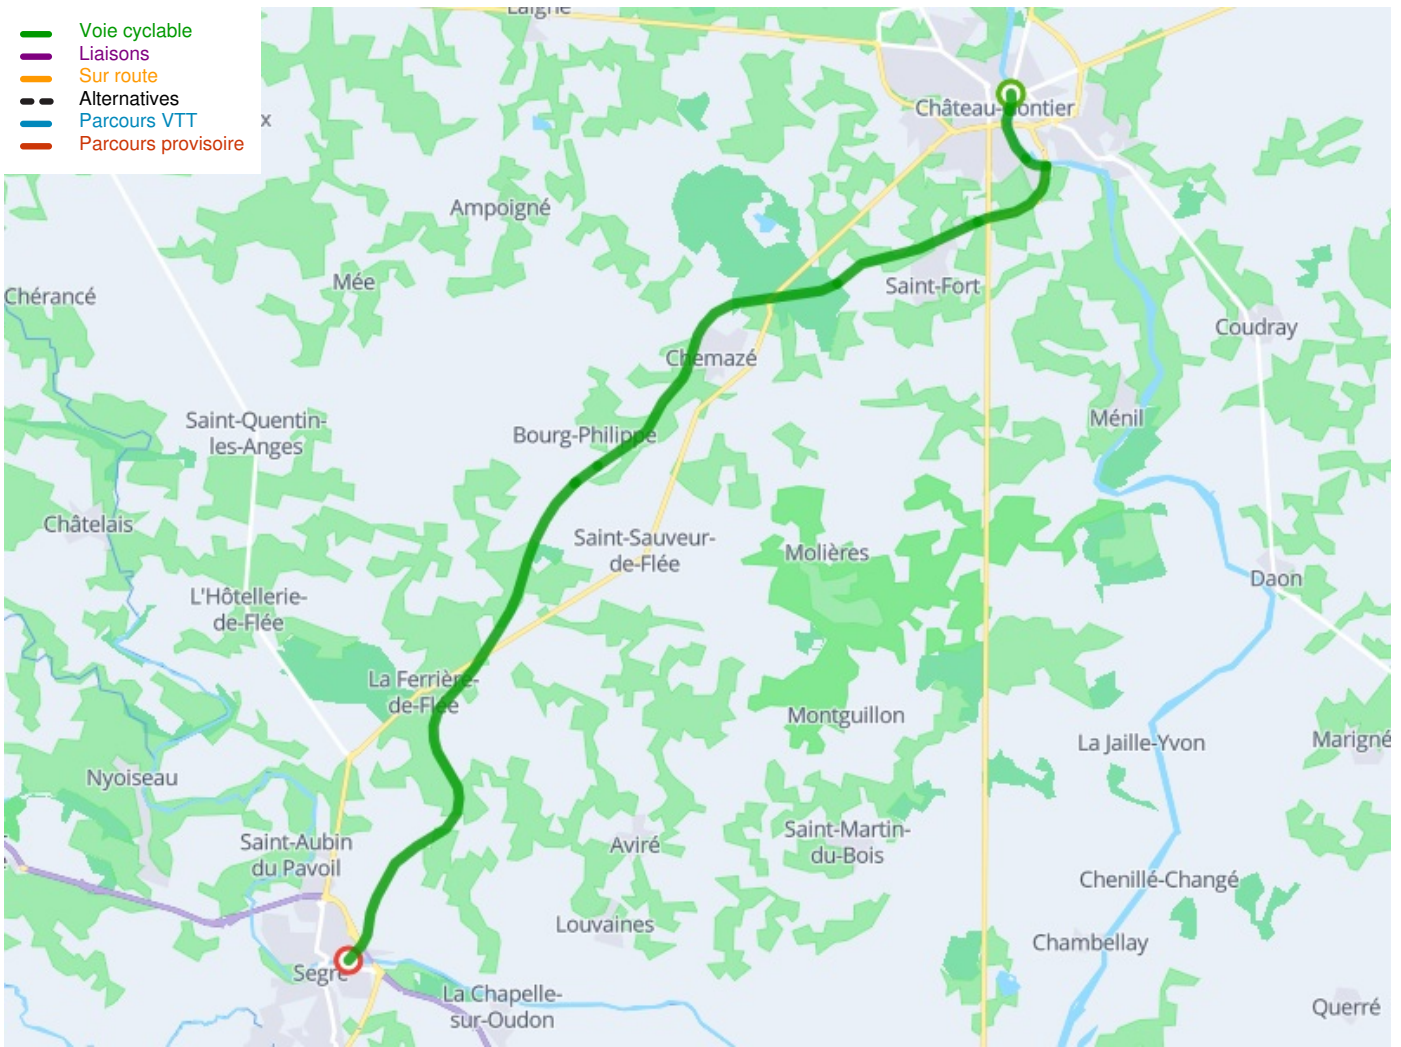 Voie cyclable
Liaisons
Sur route
Alternatives
Parcours VTT
Parcours provisoire
Laigné
x
Château-Gontier
Ampoigné
Mée
Saint-Fort
Chérancé
Coudray
Chemazé
Ménil
Saint-Quentin-
les-Anges
Bourg-Philippe
Châtelais
Saint-Sauveur-
de-Flée
Molières
Daon
L'Hôtellerie-
de-Flée
La Ferrière-
de-Flée
Montguillon
La Jaille-Yvon
Marigné
Nyoiseau
Saint-Aubin
du Pavoil
Aviré
Saint-Martin-
du-Bois
Chenillé-Changé
Louvaines
Chambellay
Segré
La Chapelle-
sur-Oudon
Querré